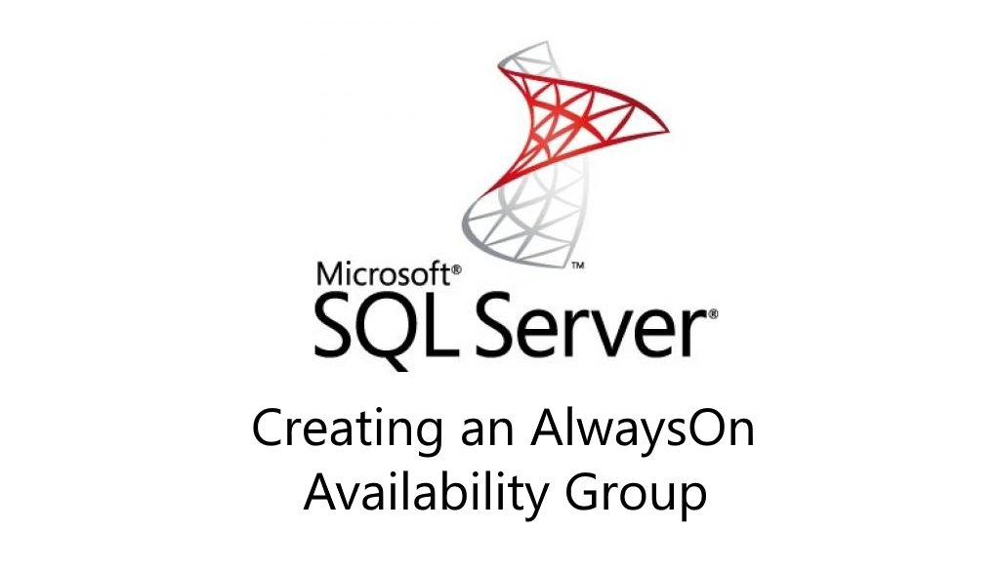 ™
Microsoft®
SQL Server®
Creating an AlwaysOn
Availability Group